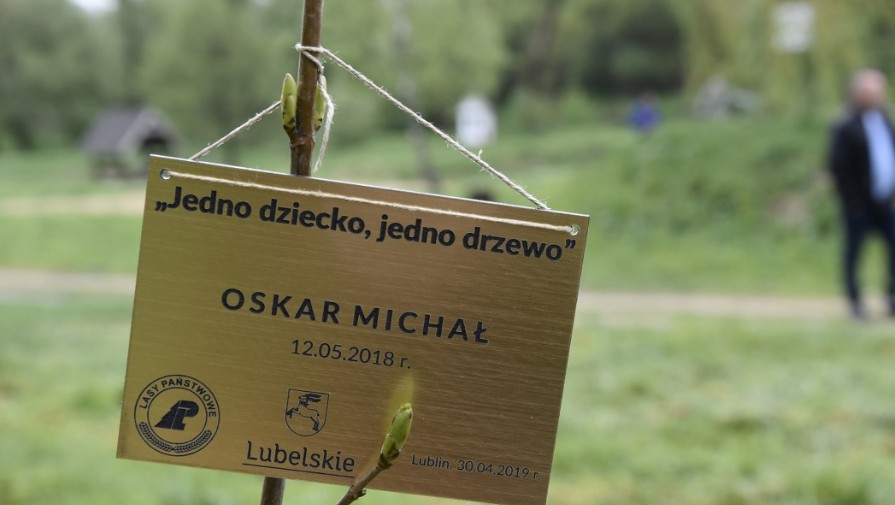 „Jedno dziecko, jedno drzewo”
OSKAR MICHAŁ
12.05.2018 r.
LASY PAŃSTWOWE
Lubelskie
Lublin, 30.04.2019 r.